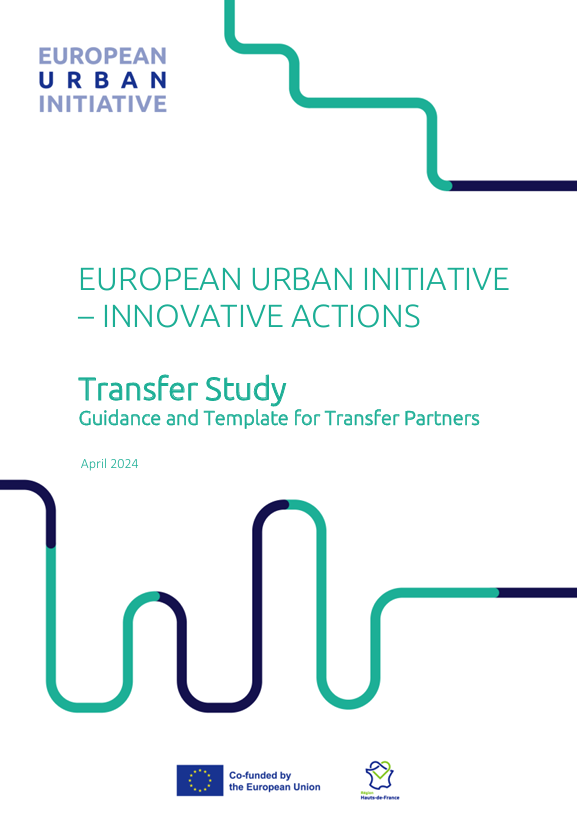 EUROPEAN
URBAN
INITIATIVE
EUROPEAN URBAN INITIATIVE
– INNOVATIVE ACTIONS
Transfer Study
Guidance and Template for Transfer Partners
April 2024
Co-funded by
the European Union
Région
Hauts-de-France